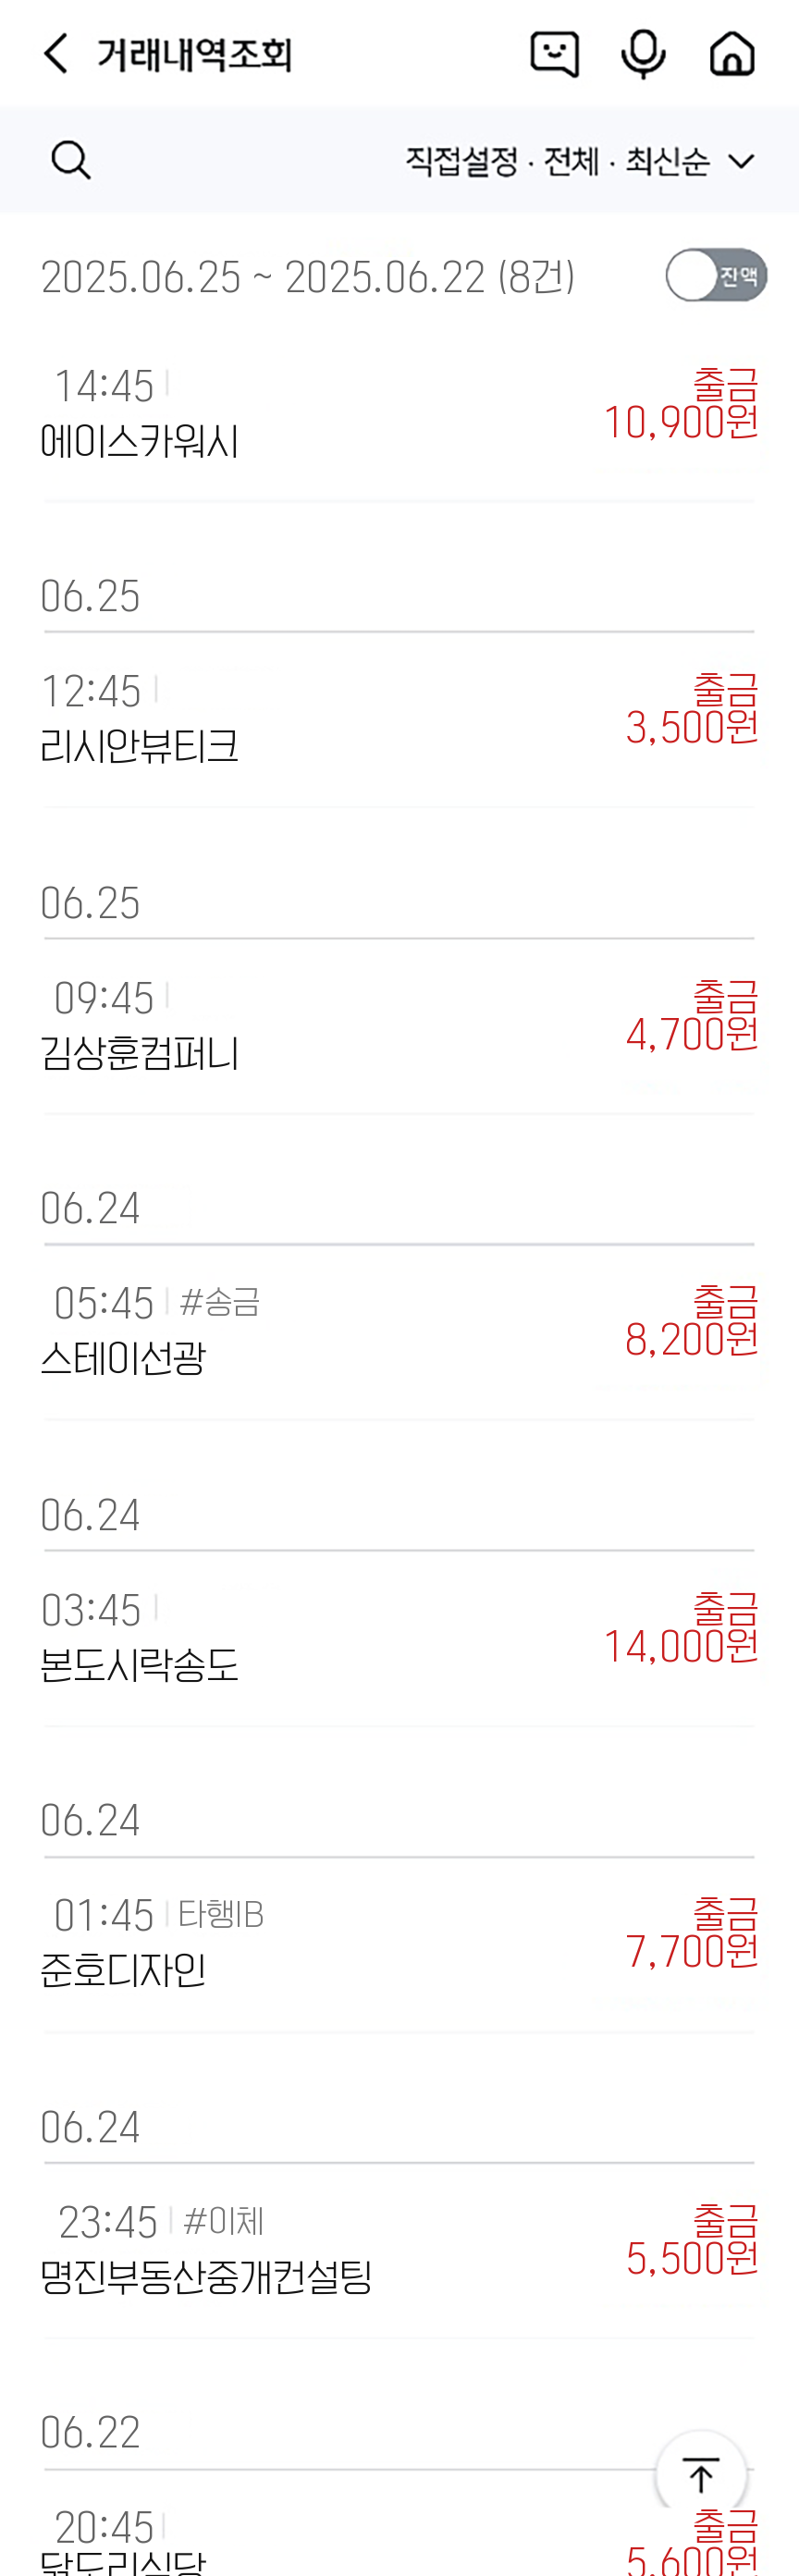 거래내역조회
직접설정 · 전체 · 최신순
2025.06.25 ~ 2025.06.22 (8건)
잔액
14:45
출금
에이스카워시
10,900원
06.25
12:45
출금
리시안뷰티크
3,500원
06.25
09:45
출금
김상훈컴퍼니
4,700원
06.24
05:45 #송금
출금
스테이선광
8,200원
06.24
03:45
출금
본도시락송도
14,000원
06.24
01:45 타행IB
출금
준호디자인
7,700원
06.24
23:45 #이체
출금
명진부동산중개컨설팅
5,500원
06.22
20:45
출금
5,600원